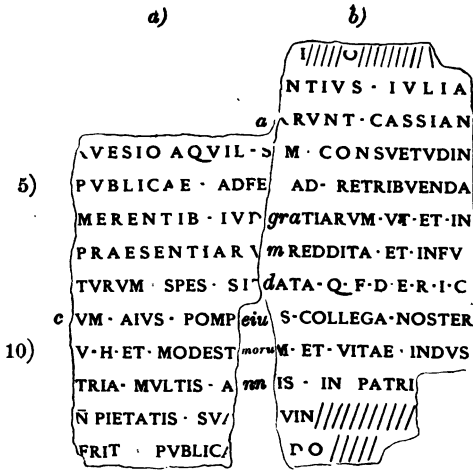 a) b)
I//////O/////////
NTIVS · IVLIA
a RVNT · CASSIAN
VESIO AQVIL-S M · CONSVETVDIN
5) PVBLICAE · ADFE AD · RETRIBVENDA
MERENTIB · IVD gratIARVM · VT · ET · IN
PRAESENTIARV m REDDITA · ET · INFV
TVRVM SPES · SI dATA · Q · F · D · E · R · I · C
c VM · AIVS · POMP eiu S · COLLEGA · NOSTER
10) V · H · ET · MODEST moruM · ET · VITAE · INDVS
TRIA · MVLTIS · A nn IS · IN PATRI
N̄ PIETATIS · SV VIN///////////
FRIT PVBLICA DO /////